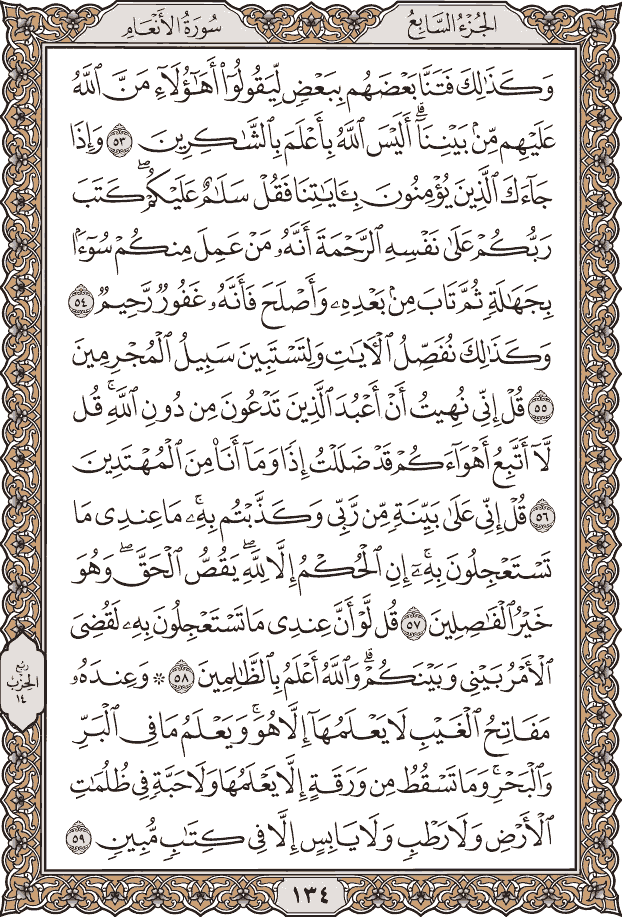 الجُزْءُ السَّابِعُ
سُورَةُ الأَنْعَامِ
وَكَذَٰلِكَ فَتَنَّا بَعْضَهُم بِبَعْضٍ لِّيَقُولُوٓاْ أَهَـٰٓؤُلَآءِ مَنَّ ٱللَّهُ
عَلَيْهِم مِّنۢ بَيْنِنَآۗ أَلَيْسَ ٱللَّهُ بِأَعْلَمَ بِٱلشَّـٰكِرِينَ ٥٣ وَإِذَا
جَآءَكَ ٱلَّذِينَ يُؤْمِنُونَ بِـَٔايَـٰتِنَا فَقُلْ سَلَـٰمٌ عَلَيْكُمْۖ كَتَبَ
رَبُّكُمْ عَلَىٰ نَفْسِهِ ٱلرَّحْمَةَ أَنَّهُۥ مَنْ عَمِلَ مِنكُمْ سُوٓءَۢا
بِجَهَـٰلَةٍ ثُمَّ تَابَ مِنۢ بَعْدِهِۦ وَأَصْلَحَ فَأَنَّهُۥ غَفُورٌ رَّحِيمٌ ٥٤
وَكَذَٰلِكَ نُفَصِّلُ ٱلْأٓيَـٰتِ وَلِتَسْتَبِينَ سَبِيلُ ٱلْمُجْرِمِينَ
٥٥ قُلْ إِنِّى نُهِيتُ أَنْ أَعْبُدَ ٱلَّذِينَ تَدْعُونَ مِن دُونِ ٱللَّهِۚ قُل
لَّآ أَتَّبِعُ أَهْوَآءَكُمْ قَدْ ضَلَلْتُ إِذًا وَمَآ أَنَا۠ مِنَ ٱلْمُهْتَدِينَ
٥٦ قُلْ إِنِّى عَلَىٰ بَيِّنَةٍ مِّن رَّبِّى وَكَذَّبْتُم بِهِۦۚ مَا عِندِى مَا
تَسْتَعْجِلُونَ بِهِۦٓۚ إِنِ ٱلْحُكْمُ إِلَّا لِلَّهِۖ يَقُصُّ ٱلْحَقَّۖ وَهُوَ
خَيْرُ ٱلْفَـٰصِلِينَ ٥٧ قُل لَّوْ أَنَّ عِندِى مَا تَسْتَعْجِلُونَ بِهِۦ لَقُضِىَ
ٱلْأَمْرُ بَيْنِى وَبَيْنَكُمْۗ وَٱللَّهُ أَعْلَمُ بِٱلظَّـٰلِمِينَ ٥٨ ۞ وَعِندَهُۥ
مَفَاتِحُ ٱلْغَيْبِ لَا يَعْلَمُهَآ إِلَّا هُوَۚ وَيَعْلَمُ مَا فِى ٱلْبَرِّ
وَٱلْبَحْرِۚ وَمَا تَسْقُطُ مِن وَرَقَةٍ إِلَّا يَعْلَمُهَا وَلَا حَبَّةٍ فِى ظُلُمَـٰتِ
ٱلْأَرْضِ وَلَا رَطْبٍ وَلَا يَابِسٍ إِلَّا فِى كِتَـٰبٍ مُّبِينٍ ٥٩
ربع
الحزب
١٤
١٣٤